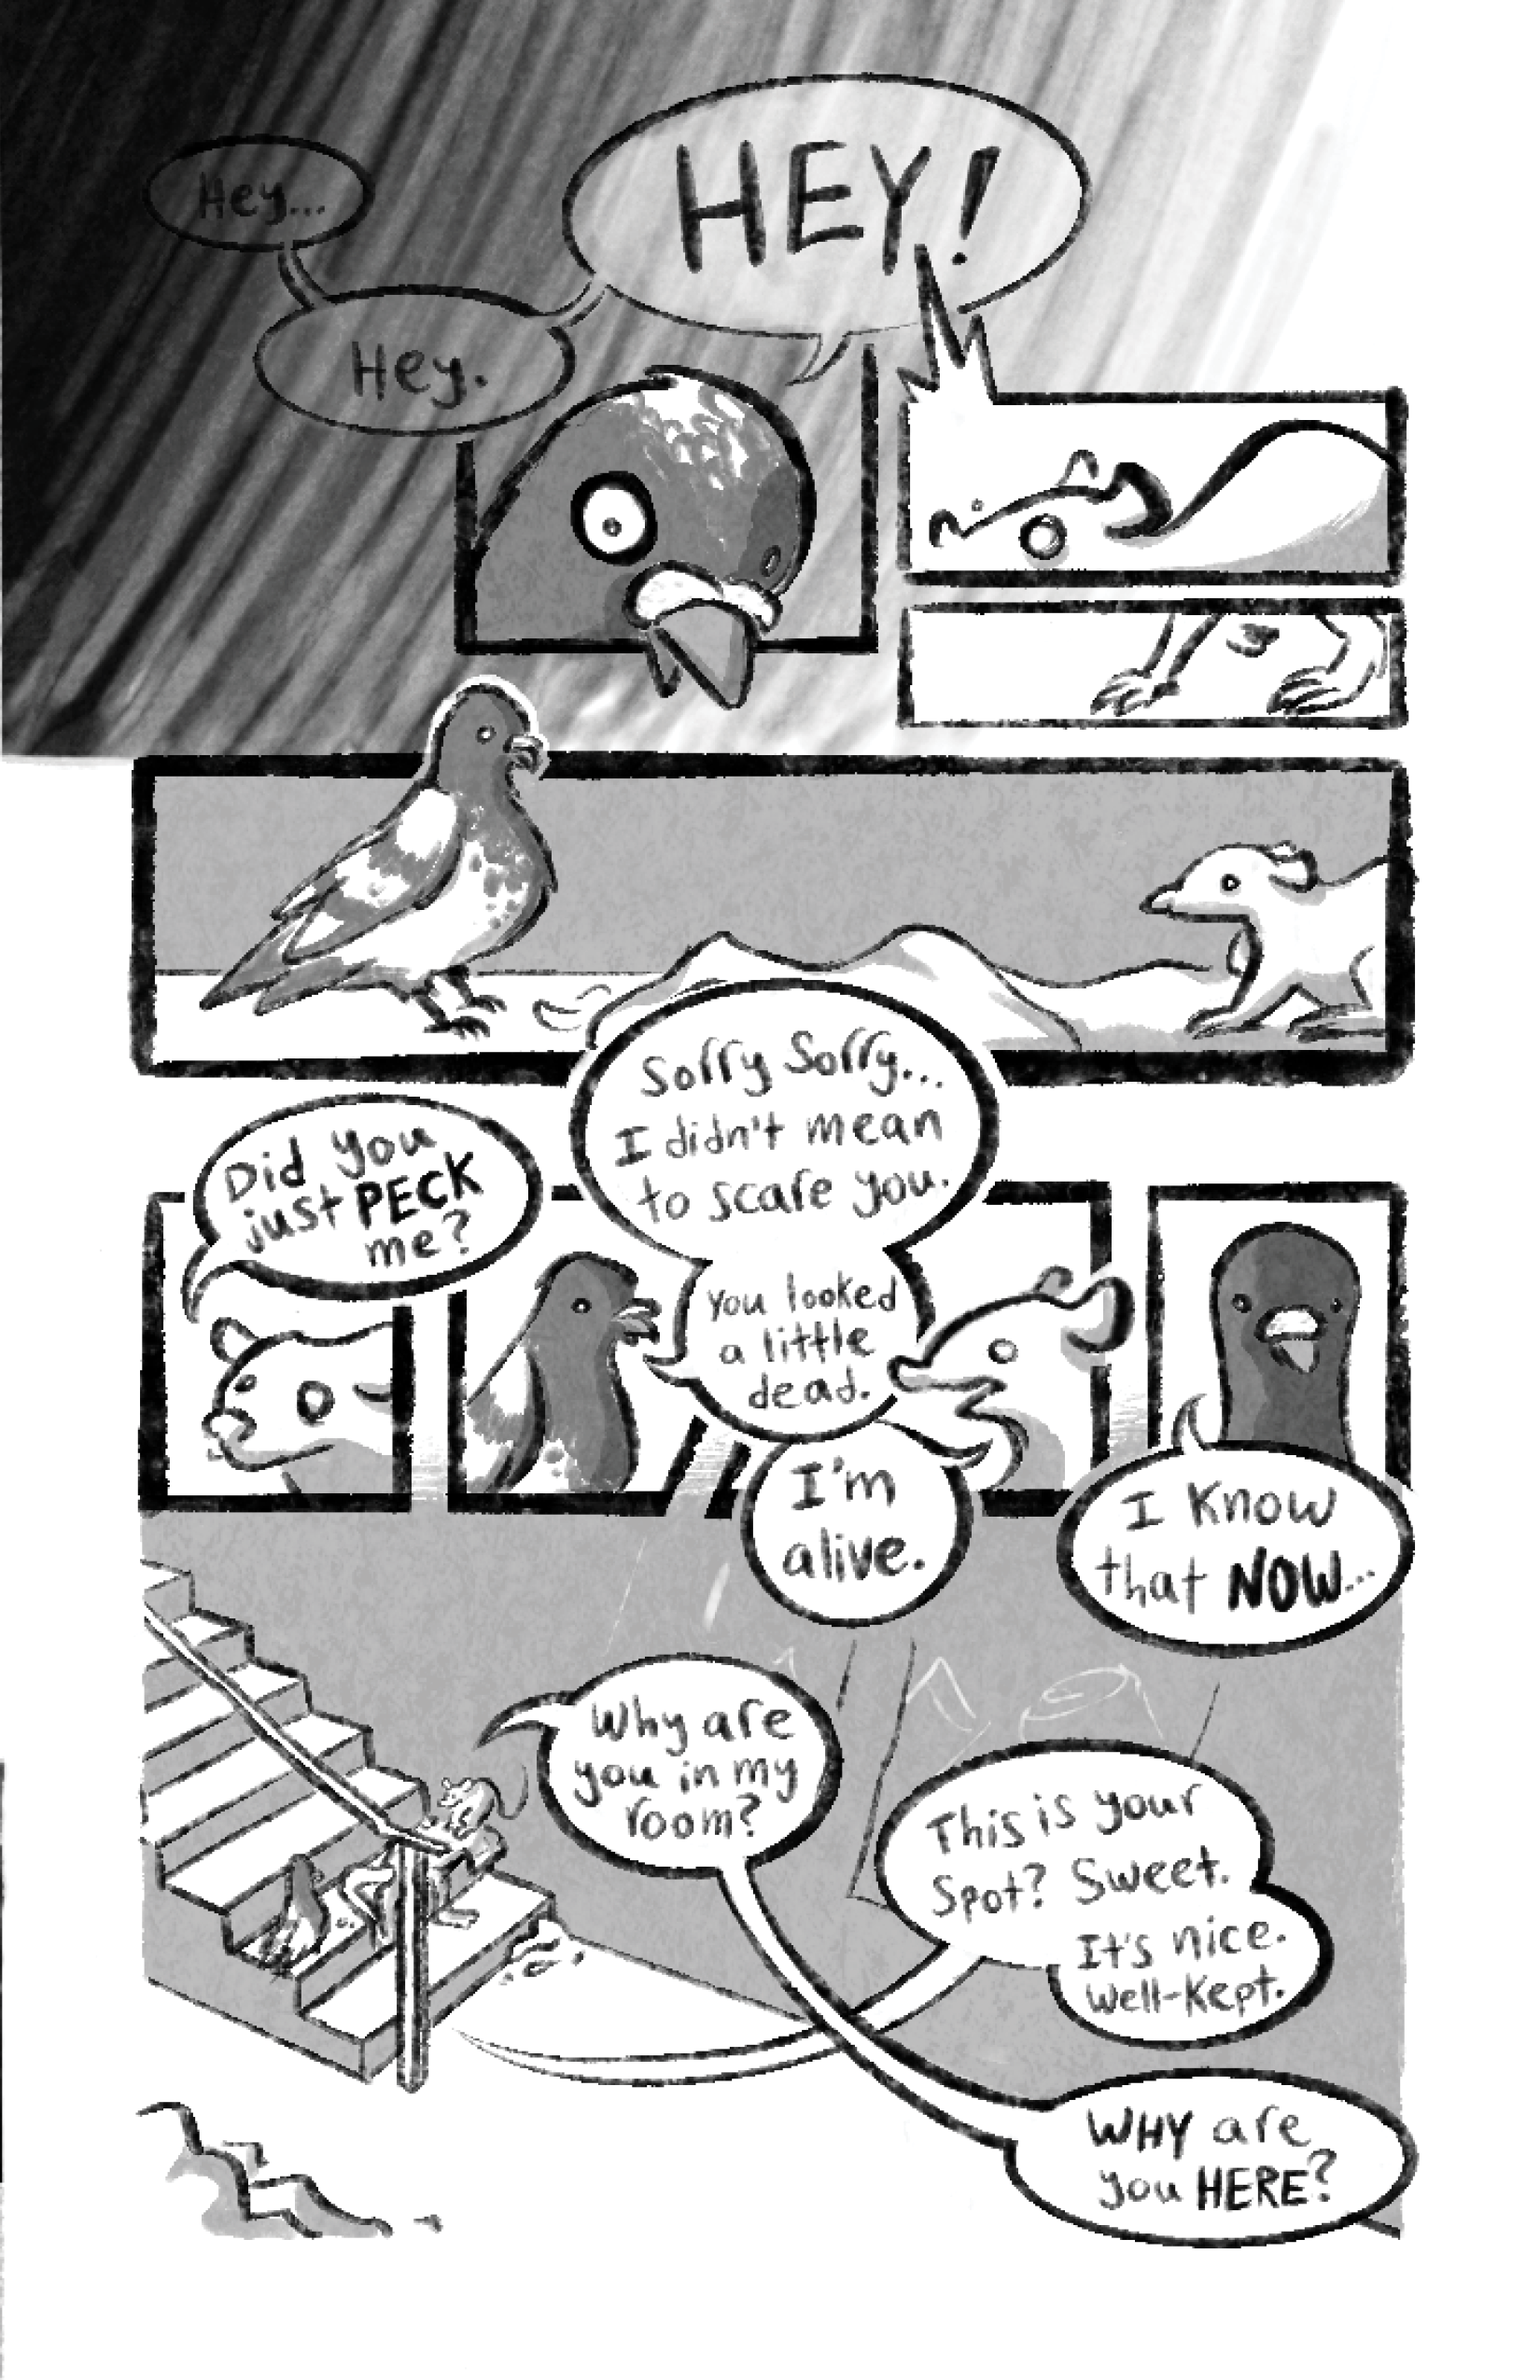 Hey...
Hey.
HEY!
Did you
just PECK
me?
Sorry Sorry...
I didn't mean
to scare you.
You looked
a little
dead.
I'm
alive.
I know
that NOW...
Why are
you in my
room?
This is your
Spot? Sweet.
It's nice.
Well-Kept.
WHY are
you HERE?